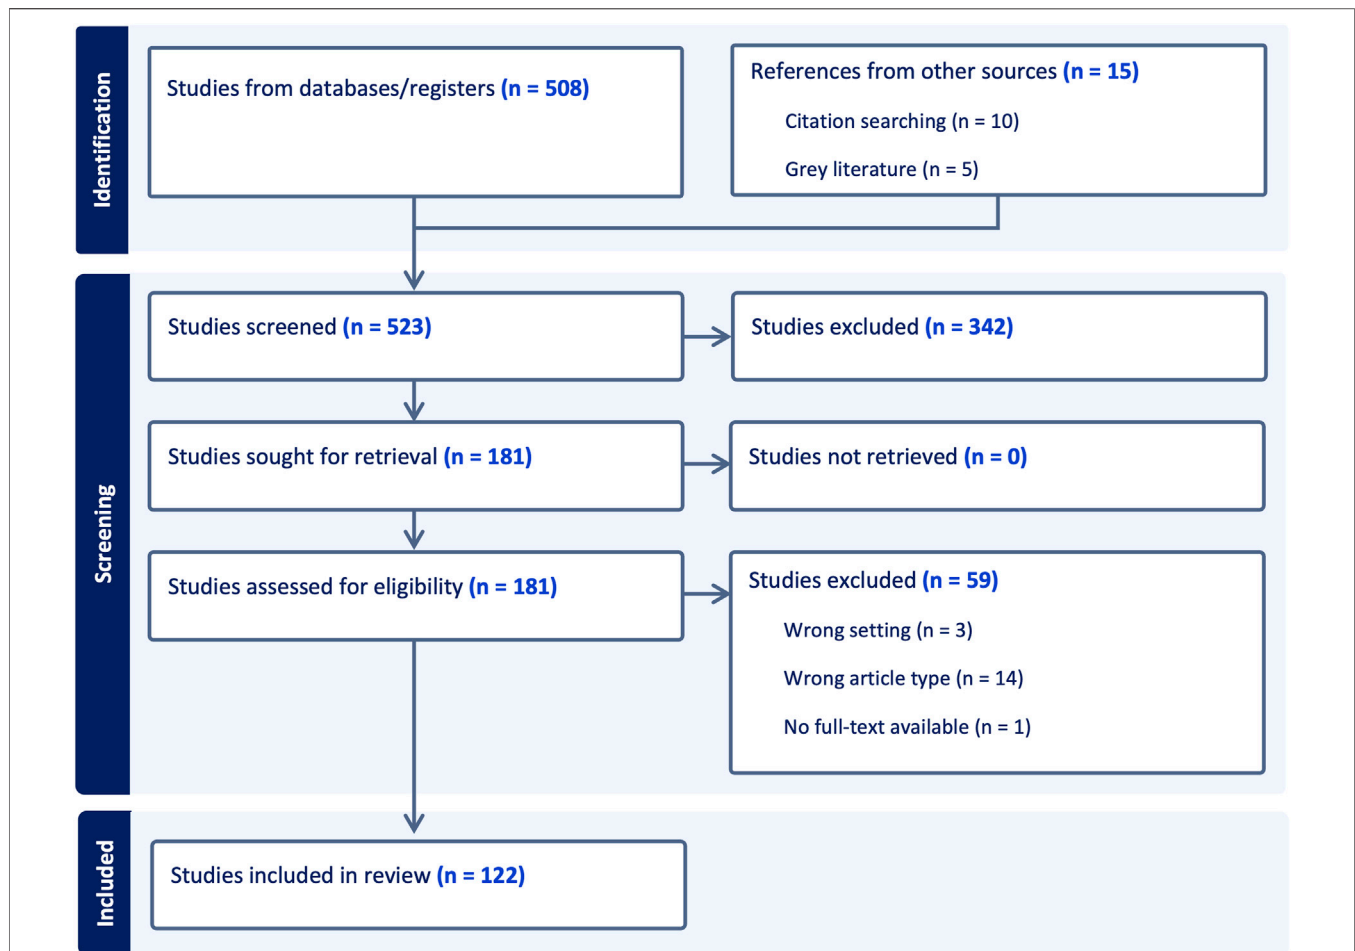 Identification
Studies from databases/registers (n = 508)
References from other sources (n = 15)
Citation searching (n = 10)
Grey literature (n = 5)
Screening
Studies screened (n = 523)
Studies excluded (n = 342)
Studies sought for retrieval (n = 181)
Studies not retrieved (n = 0)
Studies assessed for eligibility (n = 181)
Studies excluded (n = 59)
Wrong setting (n = 3)
Wrong article type (n = 14)
No full-text available (n = 1)
Included
Studies included in review (n = 122)